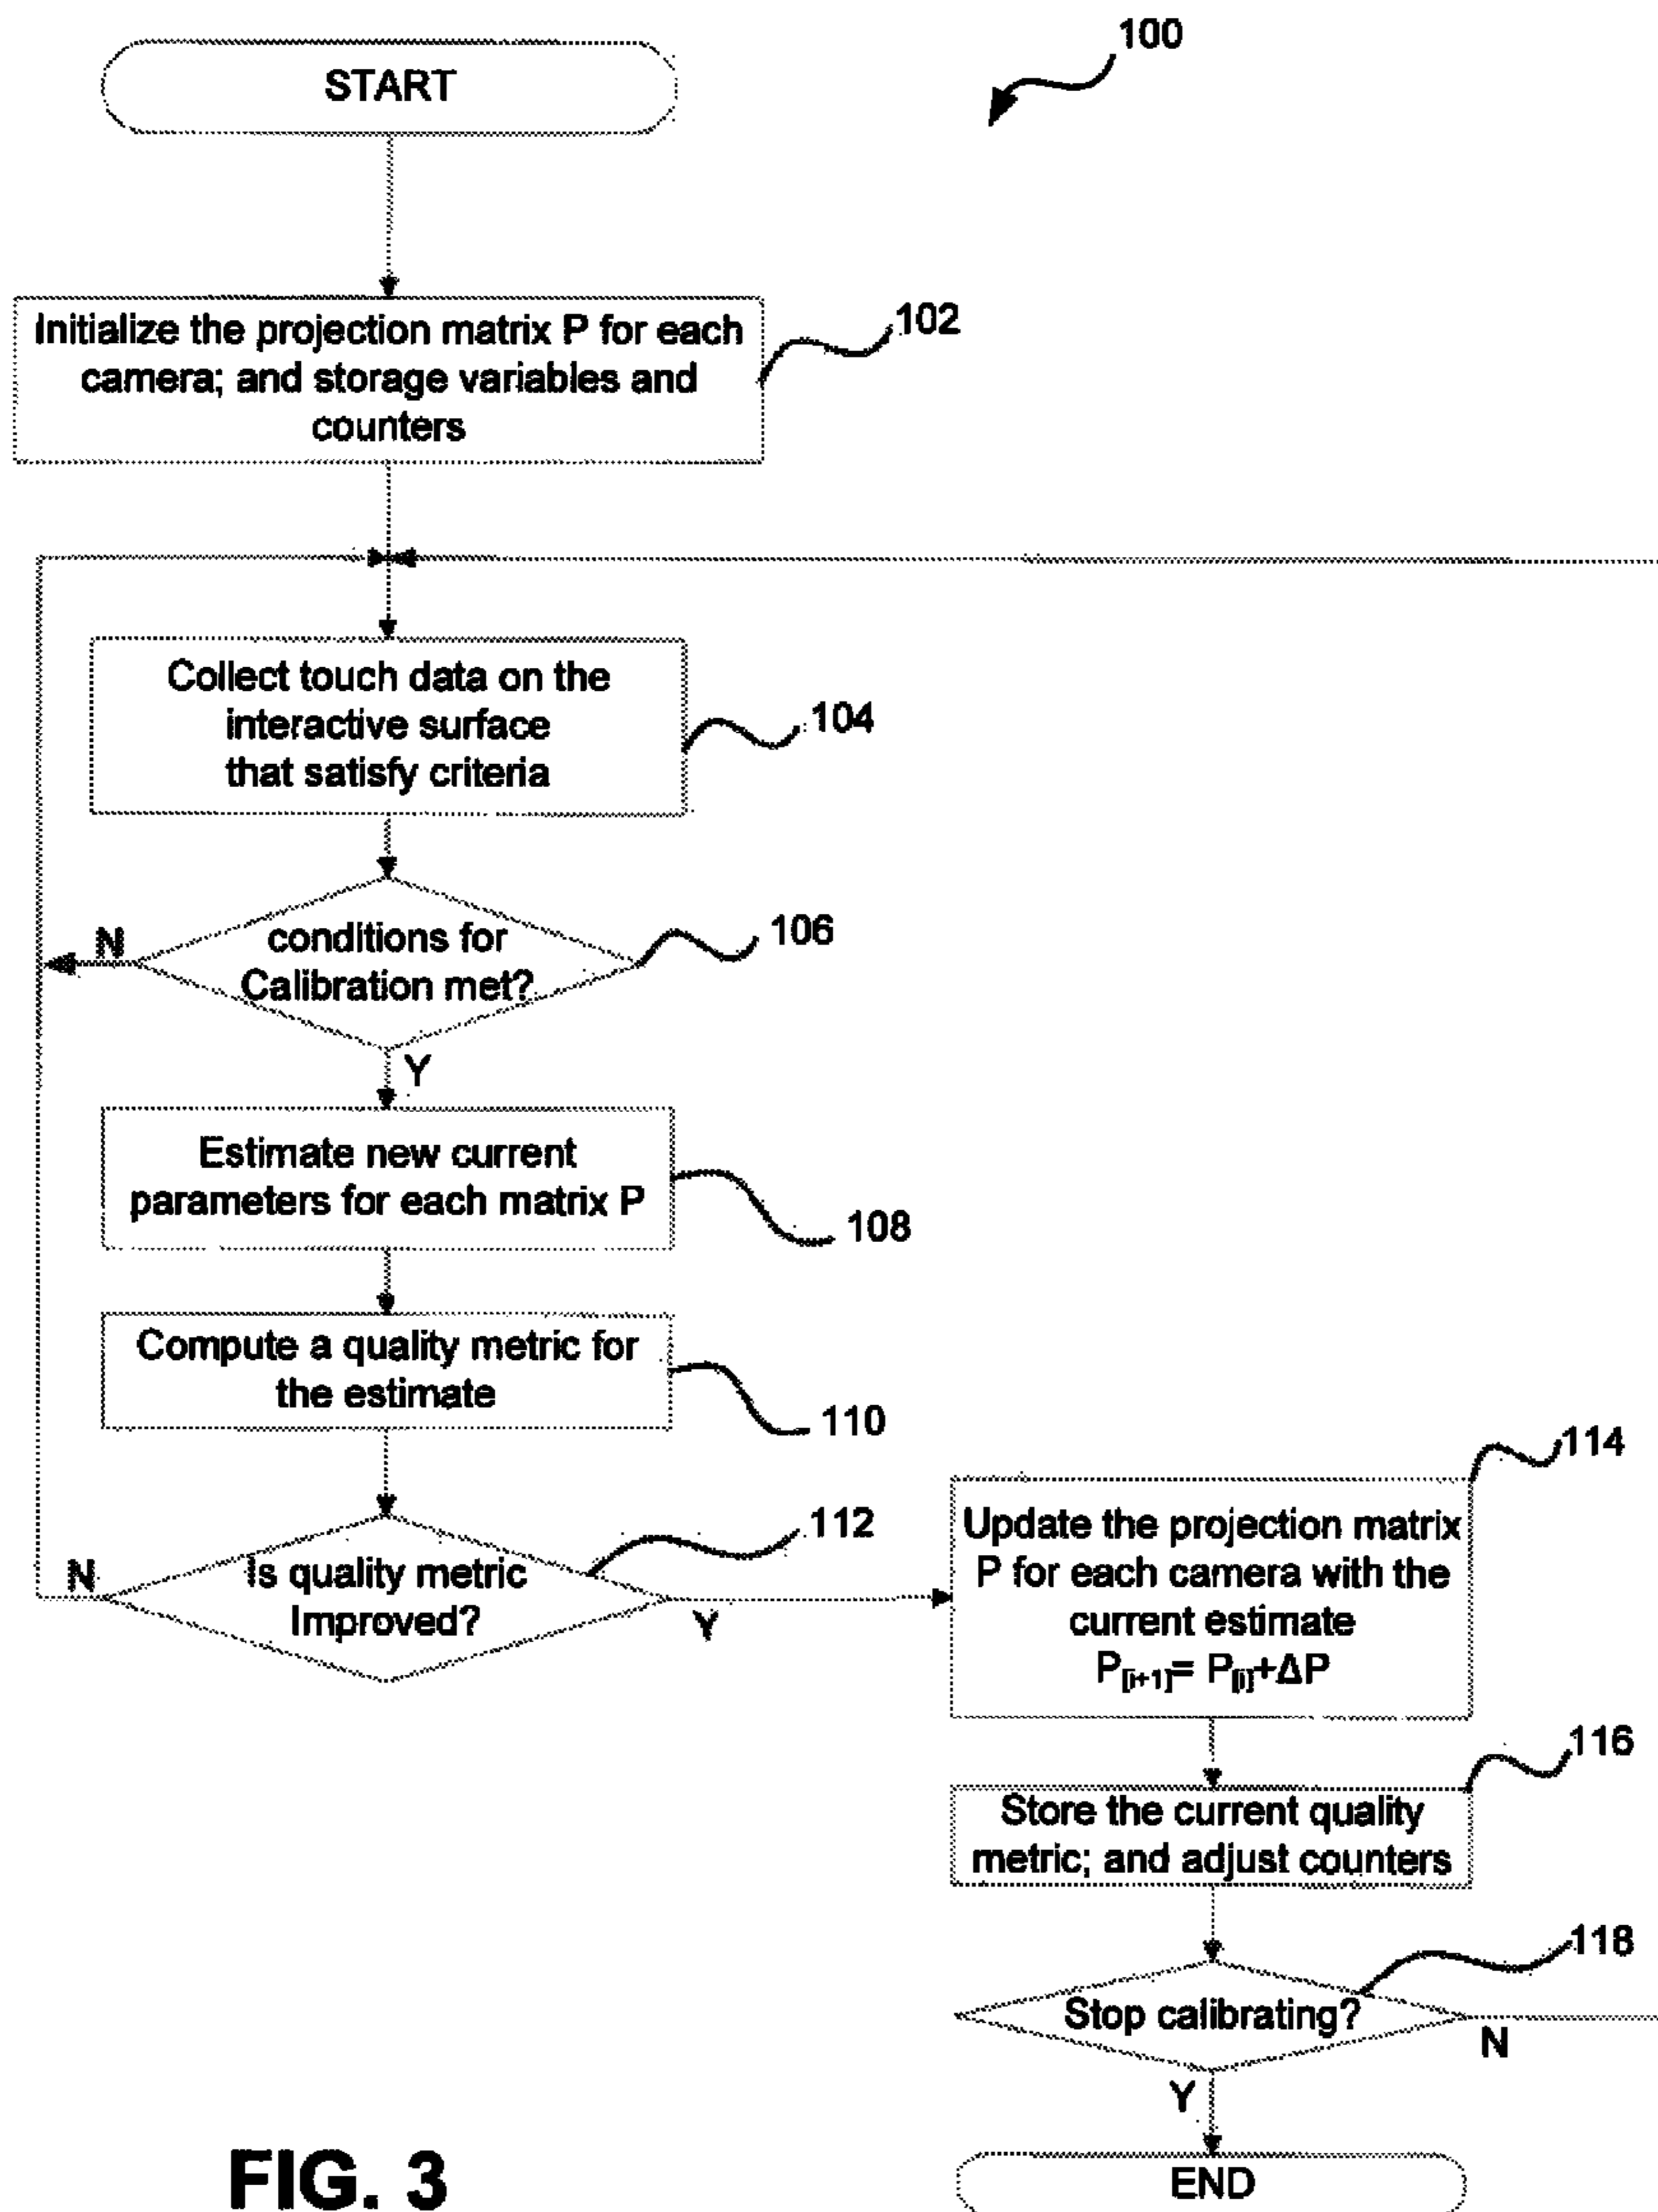 100
START
Initialize the projection matrix P for each
camera; and storage variables and
counters
102
Collect touch data on the
interactive surface
that satisfy criteria
104
conditions for
Calibration met?
106
N
Y
Estimate new current
parameters for each matrix P
108
Compute a quality metric for
the estimate
110
Is quality metric
Improved?
112
N
Y
Update the projection matrix
P for each camera with the
current estimate
P[i+1]= P[i]+ΔP
114
Store the current quality
metric; and adjust counters
116
Stop calibrating?
118
N
Y
END
FIG. 3